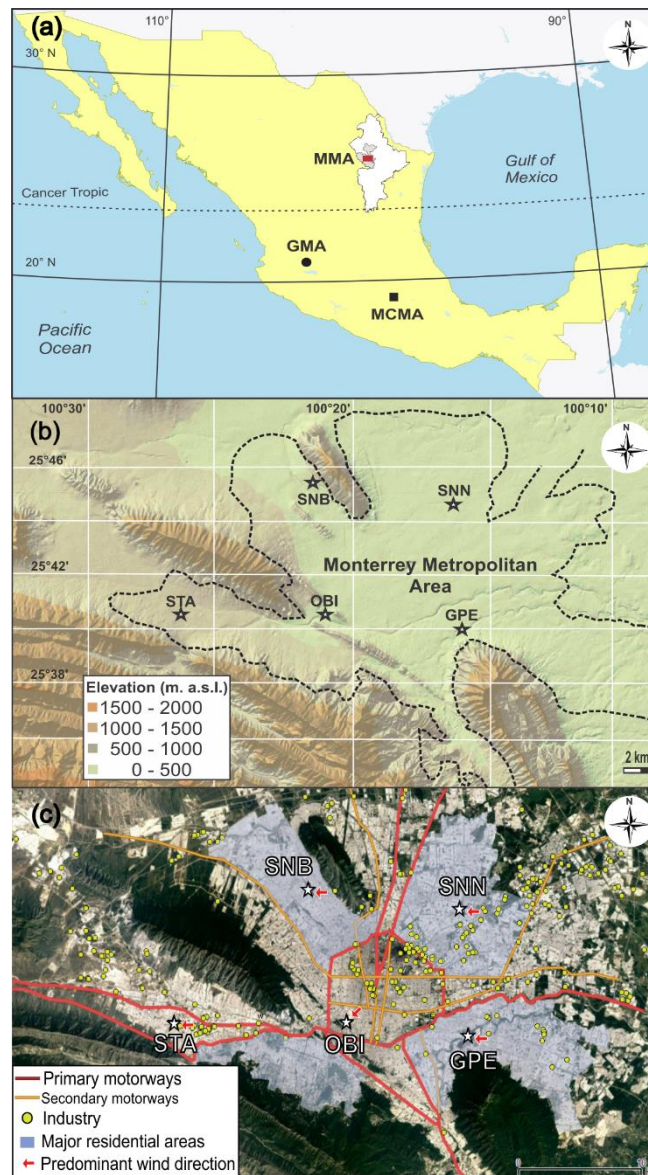 (a)
110°
90°
N
30° N
MMA
Gulf of
Mexico
Cancer Tropic
GMA
20° N
MCMA
Pacific
Ocean
100°30'
100°20'
100°10'
(b)
N
25°46'
SNB
SNN
25°42'
Monterrey Metropolitan
Area
STA
OBI
GPE
25°38'
Elevation (m. a.s.l.)
1500 - 2000
1000 - 1500
500 - 1000
0 - 500
2 km
(c)
N
SNB
SNN
STA
OBI
GPE
Primary motorways
Secondary motorways
Industry
Major residential areas
Predominant wind direction
0